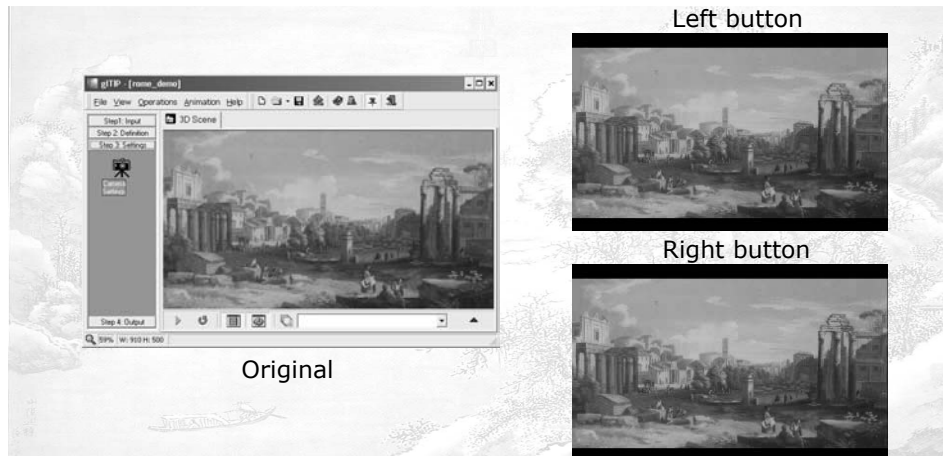 Left button
glTIP - [rome_demo]
File View Operations Animation Help
Step1: Input
3D Scene
Step 2: Definition
Step 3: Settings
Camera
Settings
Right button
Step 4: Output
59% W: 910 H: 500
Original